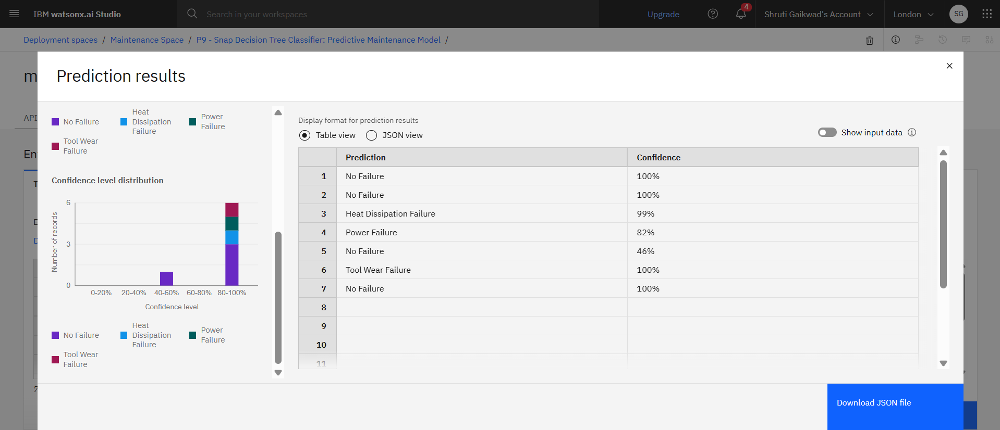 IBM watsonx.ai Studio
Search in your workspaces
Upgrade
4
Shruti Gaikwad's Account
London
SG
Deployment spaces / Maintenance Space / P9 - Snap Decision Tree Classifier: Predictive Maintenance Model /
m
API
En
T
E
D
7
Prediction results
No Failure
Heat
Dissipation
Failure
Power
Failure
Tool Wear
Failure
Confidence level distribution
Number of records
6
3
0
0-20% 20-40% 40-60% 60-80% 80-100%
Confidence level
No Failure
Heat
Dissipation
Failure
Power
Failure
Tool Wear
Failure
Display format for prediction results
Table view JSON view
Show input data
Prediction Confidence
1 No Failure 100%
2 No Failure 100%
3 Heat Dissipation Failure 99%
4 Power Failure 82%
5 No Failure 46%
6 Tool Wear Failure 100%
7 No Failure 100%
8
9
10
11
Download JSON file